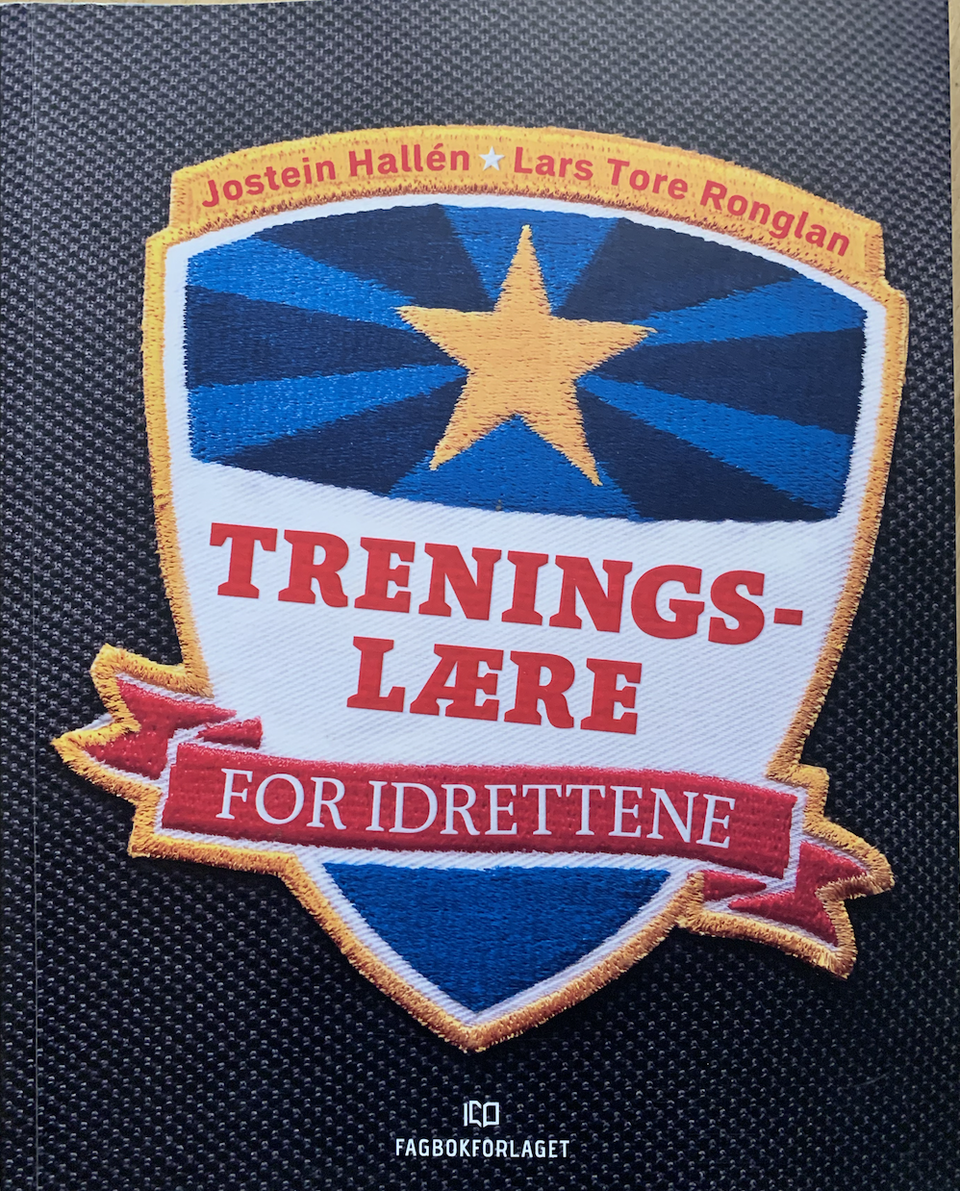 Jostein Hallén ★ Lars Tore Ronglan
TRENINGS-
LÆRE
FOR IDRETTENE
FAGBOKFORLAGET